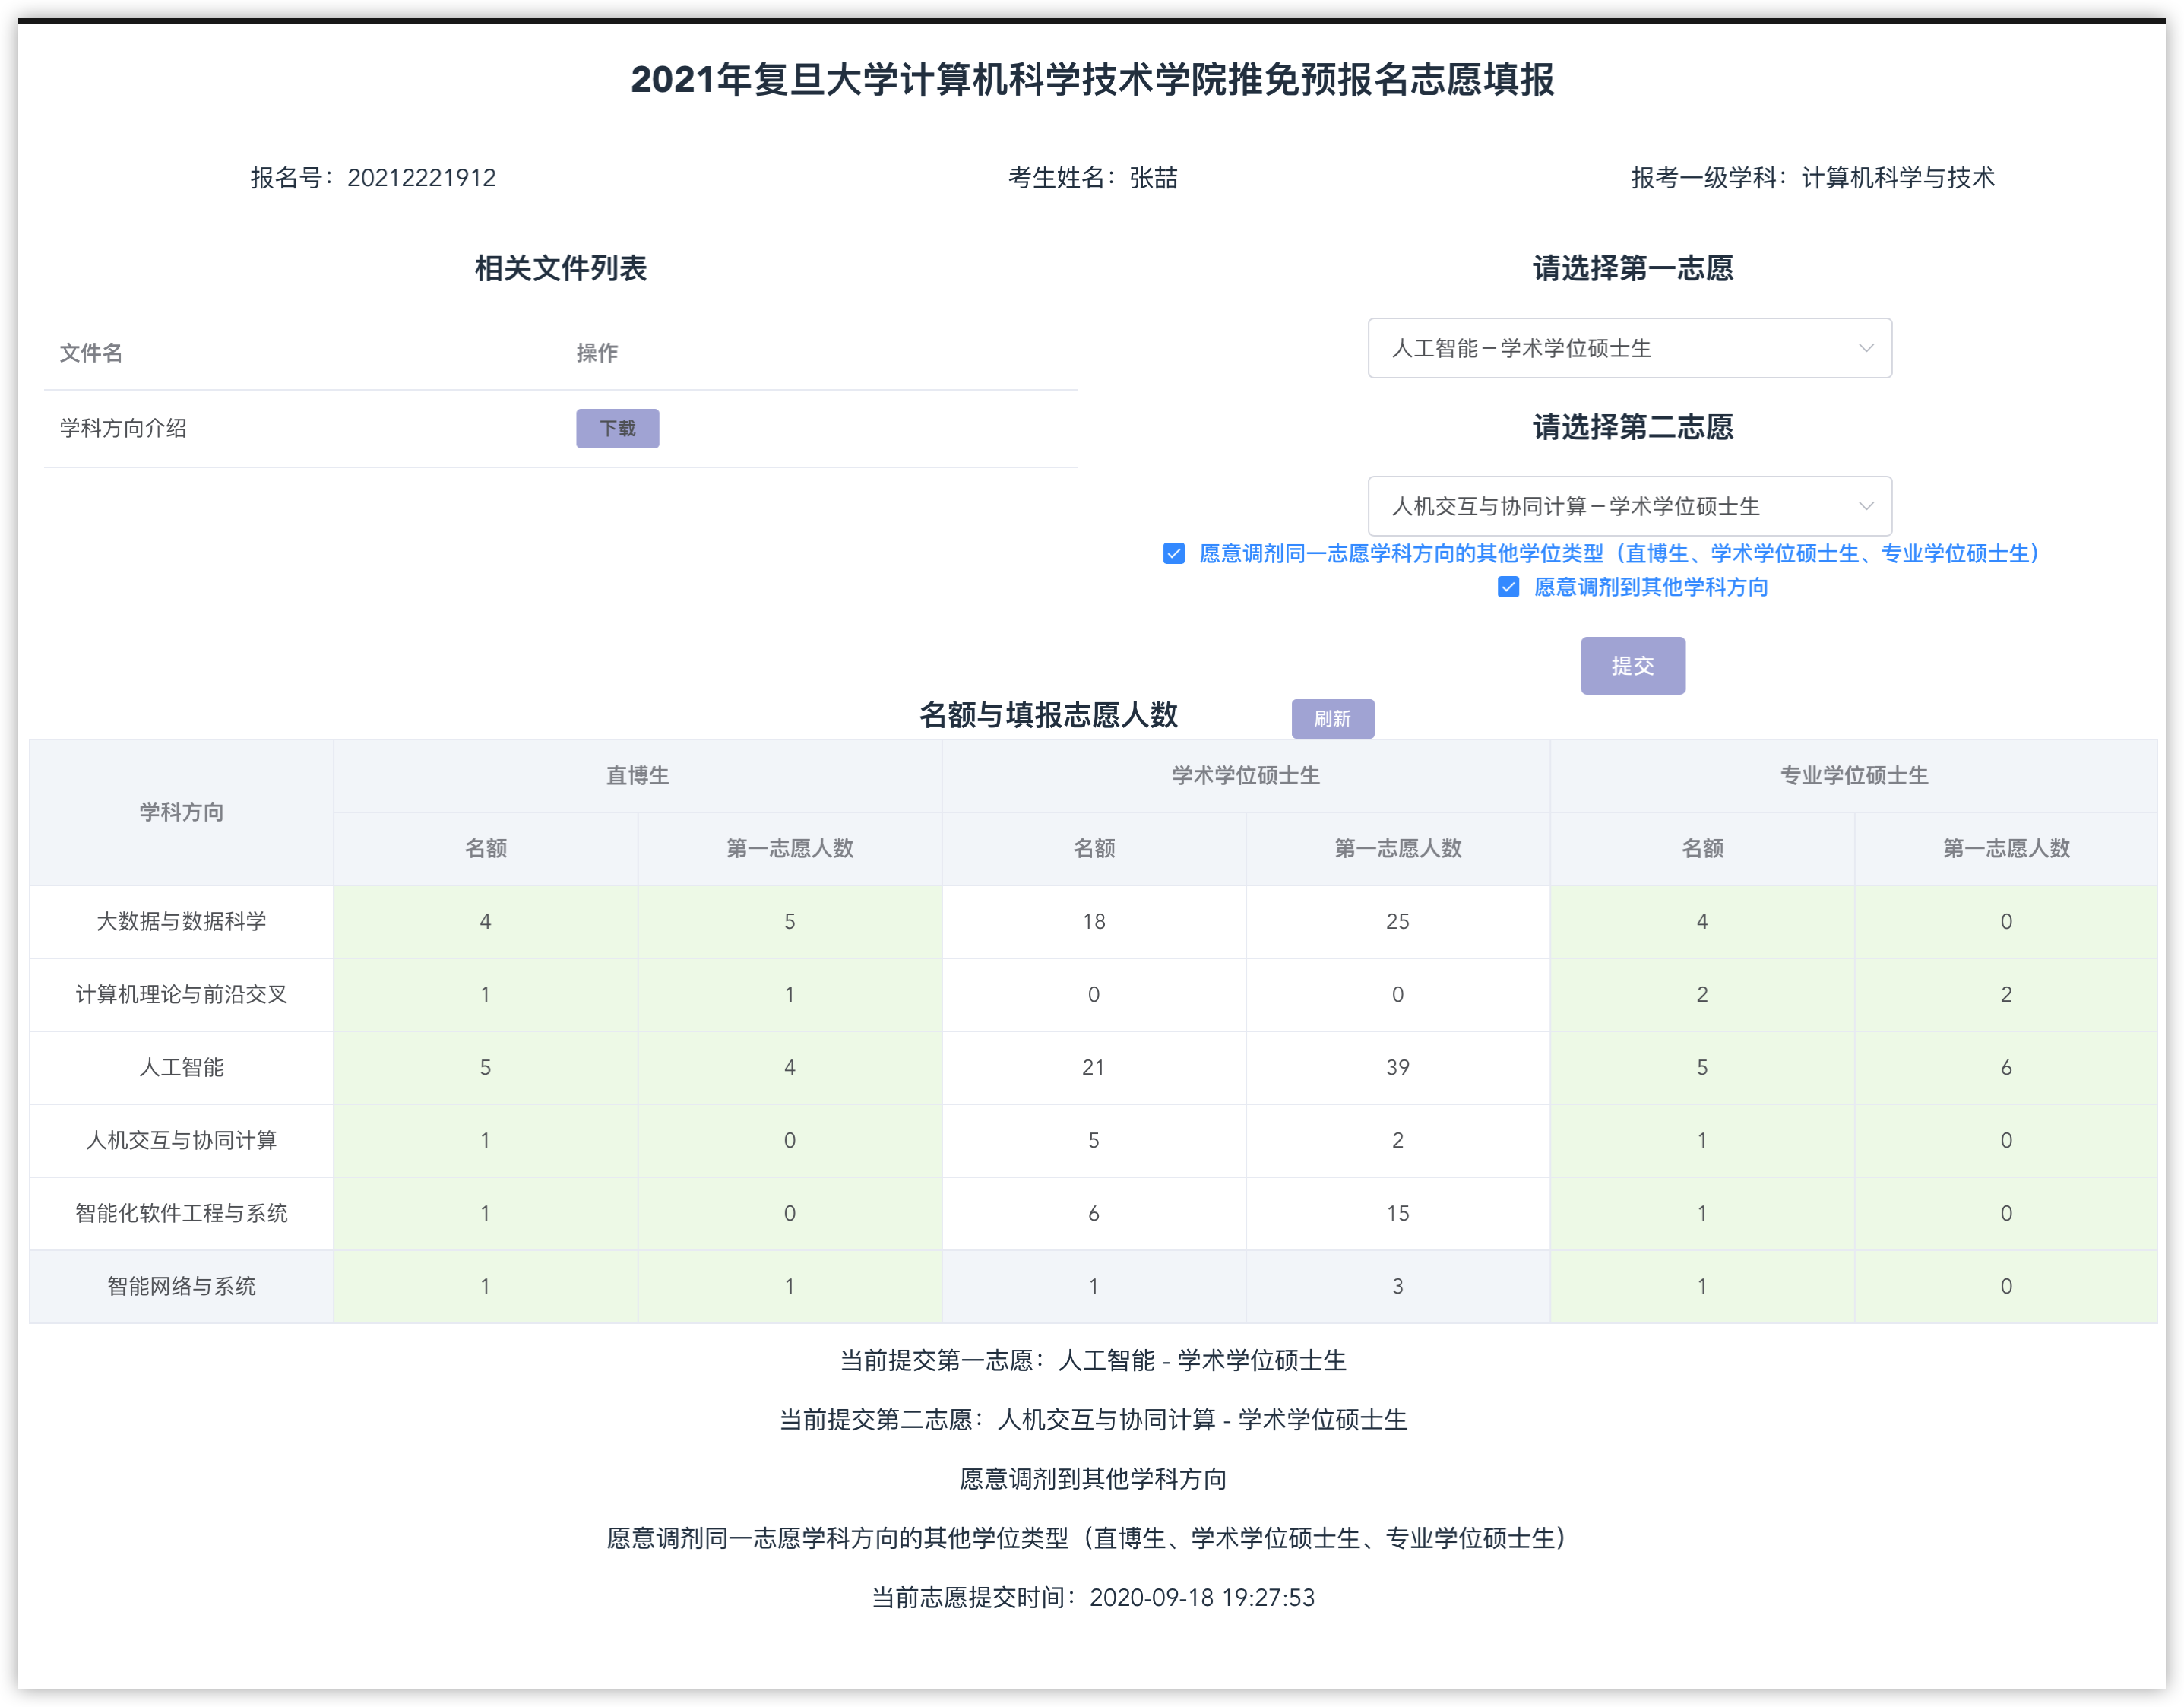 2021年复旦大学计算机科学技术学院推免预报名志愿填报
报名号：20212221912 考生姓名：张喆 报考一级学科：计算机科学与技术
相关文件列表
文件名 操作
学科方向介绍 下载
请选择第一志愿
人工智能－学术学位硕士生
请选择第二志愿
人机交互与协同计算－学术学位硕士生
愿意调剂同一志愿学科方向的其他学位类型（直博生、学术学位硕士生、专业学位硕士生）
愿意调剂到其他学科方向
提交
名额与填报志愿人数 刷新
学科方向 直博生 学术学位硕士生 专业学位硕士生
名额 第一志愿人数 名额 第一志愿人数 名额 第一志愿人数
大数据与数据科学 4 5 18 25 4 0
计算机理论与前沿交叉 1 1 0 0 2 2
人工智能 5 4 21 39 5 6
人机交互与协同计算 1 0 5 2 1 0
智能化软件工程与系统 1 0 6 15 1 0
智能网络与系统 1 1 1 3 1 0
当前提交第一志愿：人工智能 - 学术学位硕士生
当前提交第二志愿：人机交互与协同计算 - 学术学位硕士生
愿意调剂到其他学科方向
愿意调剂同一志愿学科方向的其他学位类型（直博生、学术学位硕士生、专业学位硕士生）
当前志愿提交时间：2020-09-18 19:27:53